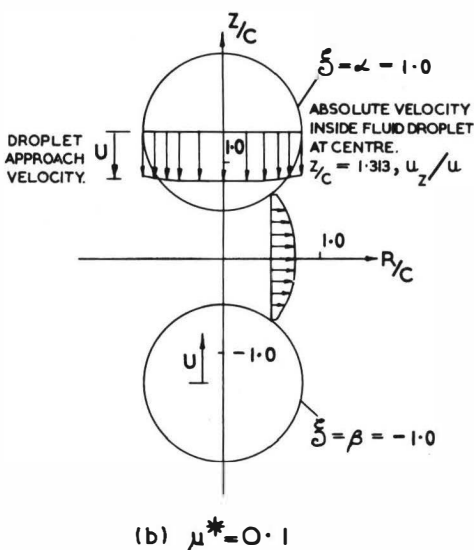 Z/C
ξ = α - 1.0
ABSOLUTE VELOCITY
INSIDE FLUID DROPLET
AT CENTRE.
Z/C = 1.313, u_z/u
DROPLET
APPROACH
VELOCITY.
U
1.0
1.0
R/C
U
-1.0
ξ = β = -1.0
(b) μ* = 0.1